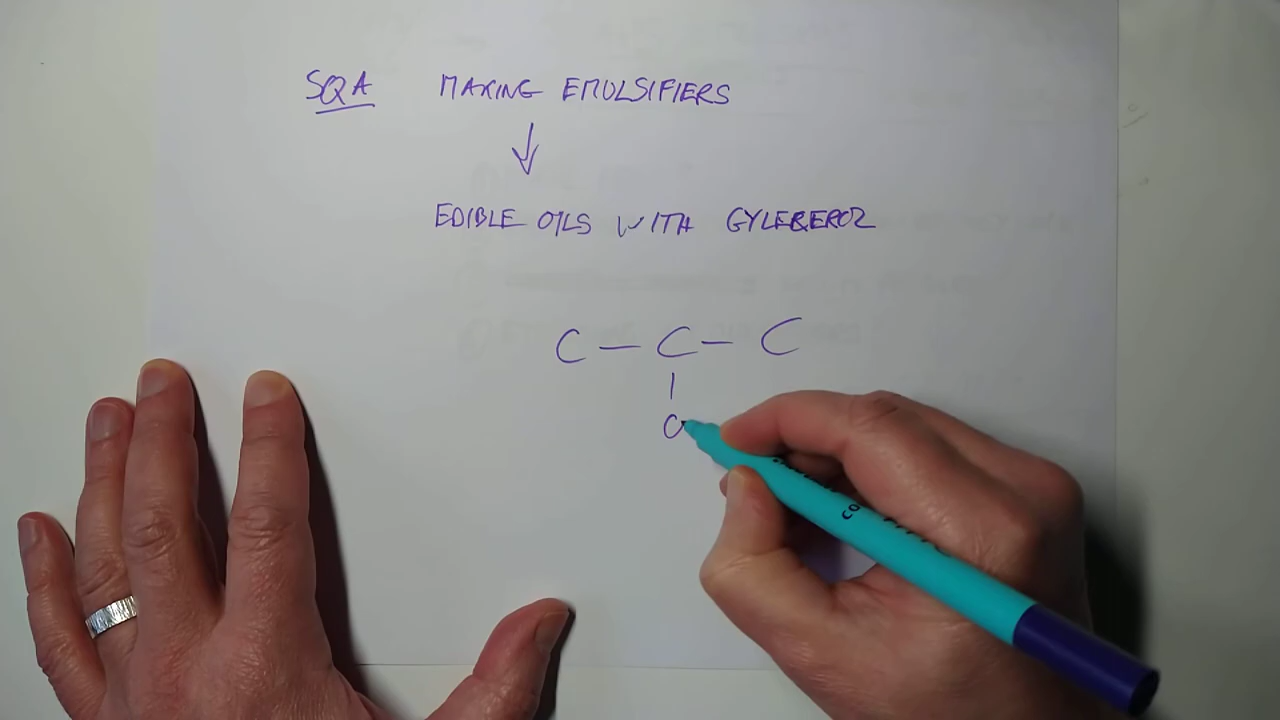 SQA MAKING EMULSIFIERS
↓
EDIBLE OILS WITH GYLEREROL
C — C — C
|
O